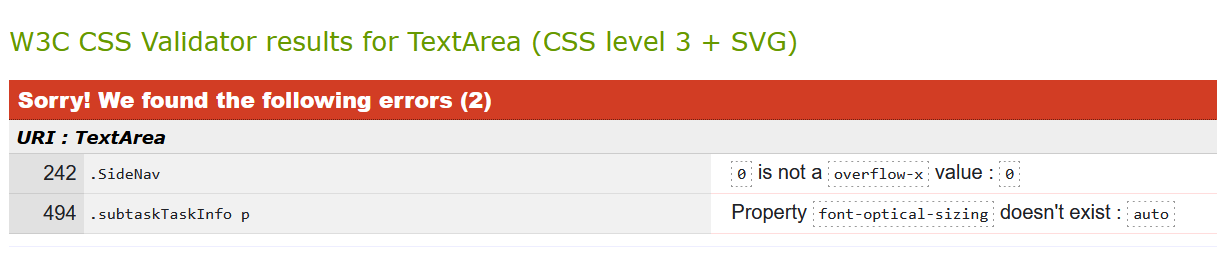 W3C CSS Validator results for TextArea (CSS level 3 + SVG)
Sorry! We found the following errors (2)
URI : TextArea
242 .SideNav 0 is not a overflow-x value : 0
494 .subtaskTaskInfo p Property font-optical-sizing doesn't exist : auto